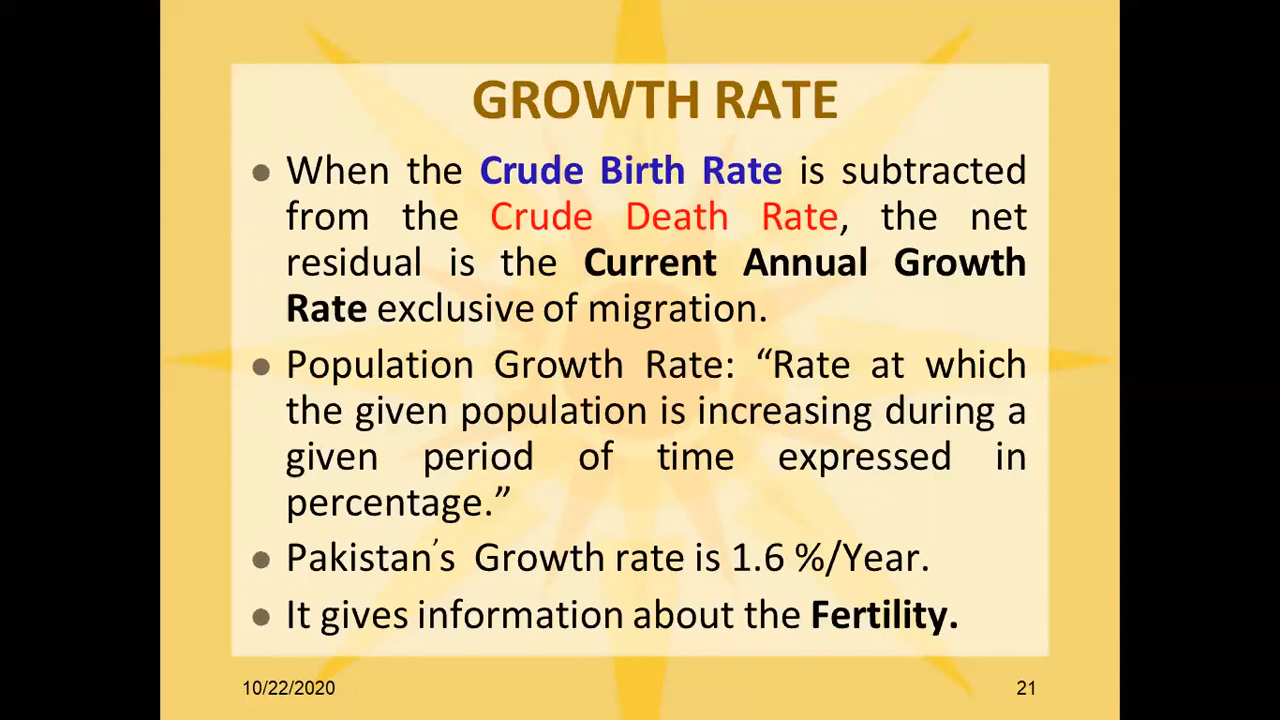 GROWTH RATE
● When the Crude Birth Rate is subtracted
from the Crude Death Rate, the net
residual is the Current Annual Growth
Rate exclusive of migration.
● Population Growth Rate: “Rate at which
the given population is increasing during a
given period of time expressed in
percentage.”
● Pakistan’s Growth rate is 1.6 %/Year.
● It gives information about the Fertility.
10/22/2020
21